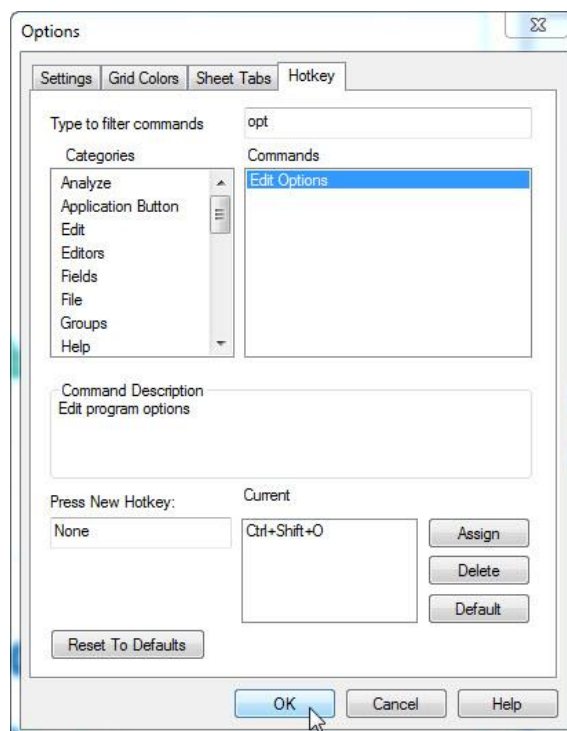 Options
Settings Grid Colors Sheet Tabs Hotkey
Type to filter commands opt
Categories Commands
Analyze Edit Options
Application Button
Edit
Editors
Fields
File
Groups
Help
Command Description
Edit program options
Press New Hotkey: Current
None Ctrl+Shift+O Assign
Delete
Default
Reset To Defaults
OK Cancel Help